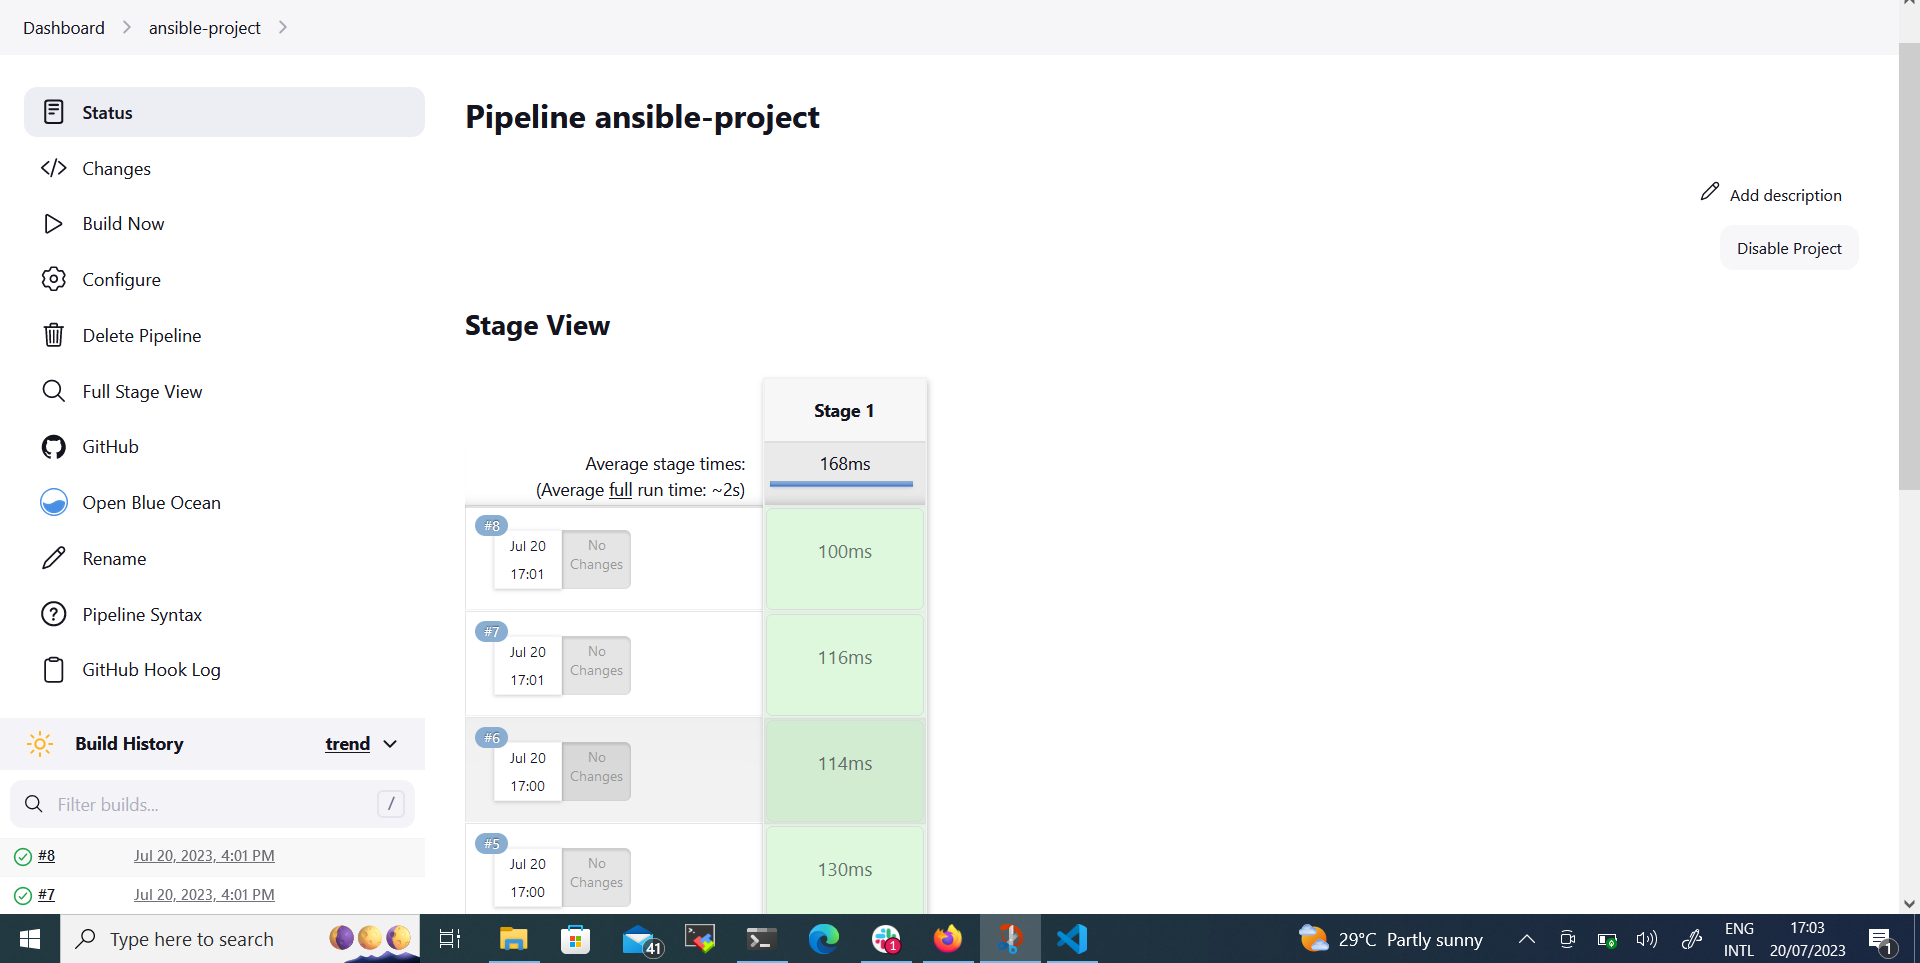 Dashboard
ansible-project
Status
Changes
Build Now
Configure
Delete Pipeline
Full Stage View
GitHub
Open Blue Ocean
Rename
Pipeline Syntax
GitHub Hook Log
Build History
trend
Filter builds...
/
#8 Jul 20, 2023, 4:01 PM
#7 Jul 20, 2023, 4:01 PM
Pipeline ansible-project
Add description
Disable Project
Stage View
Stage 1
Average stage times:
(Average full run time: ~2s)
168ms
#8
Jul 20
17:01
No
Changes
100ms
#7
Jul 20
17:01
No
Changes
116ms
#6
Jul 20
17:00
No
Changes
114ms
#5
Jul 20
17:00
No
Changes
130ms
Type here to search
41
1
29°C Partly sunny
ENG
INTL
17:03
20/07/2023
1